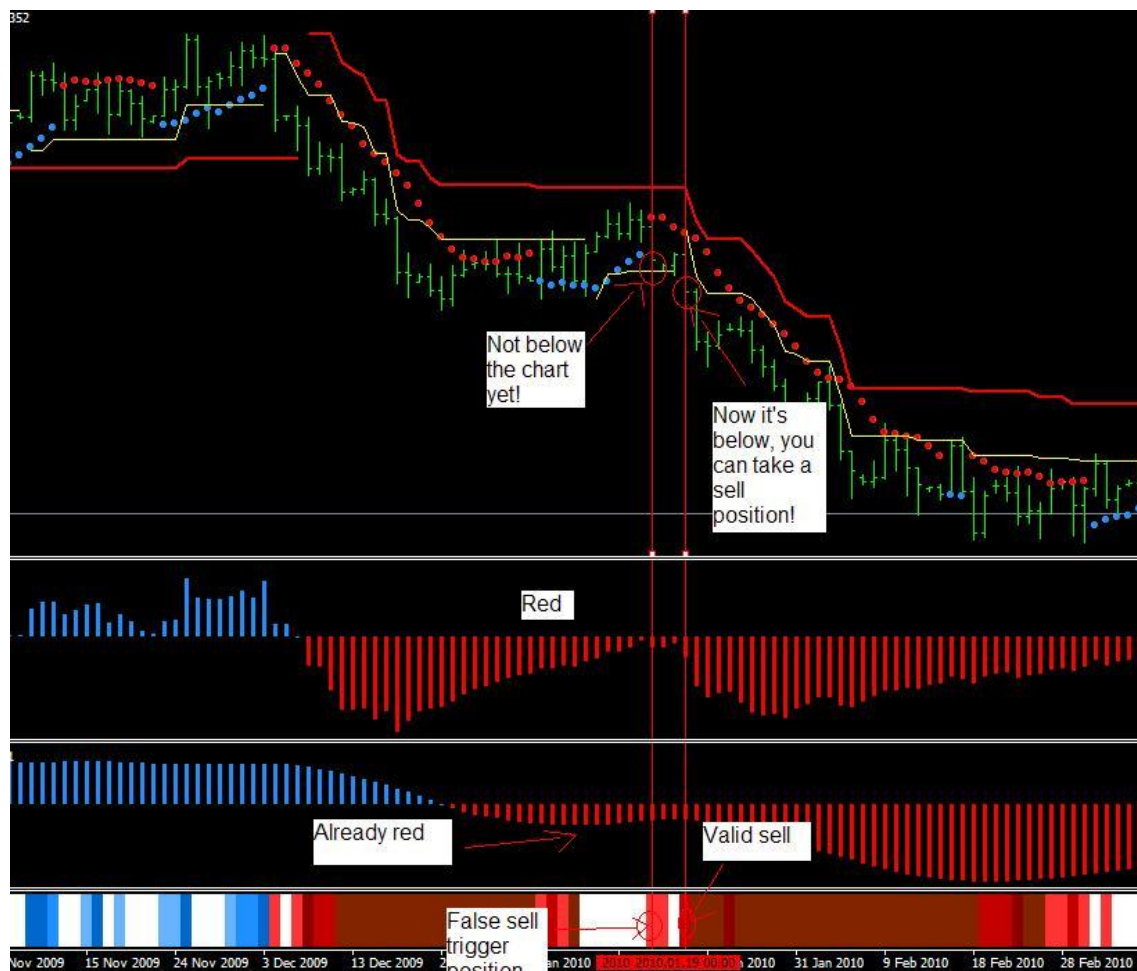 352
Not below
the chart
yet!
Now it's
below, you
can take a
sell
position!
Red
Already red
Valid sell
False sell
trigger
position
Nov 2009 15 Nov 2009 24 Nov 2009 3 Dec 2009 13 Dec 2009 2 an 2010 2010.01.19 00:00 n 2010 31 Jan 2010 9 Feb 2010 18 Feb 2010 28 Feb 2010